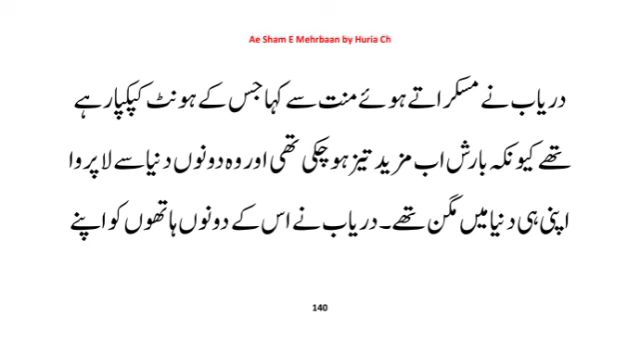 Ae Sham E Mehrbaan by Huria Ch
دریاب نے مسکراتے ہوئے منت سے کہا جس کے ہونٹ کپکپا رہے
تھے کیونکہ بارش اب مزید تیز ہو چکی تھی اور وہ دونوں دنیا سے لا پروا
اپنی ہی دنیا میں مگن تھے۔ دریاب نے اس کے دونوں ہاتھوں کو اپنے
140